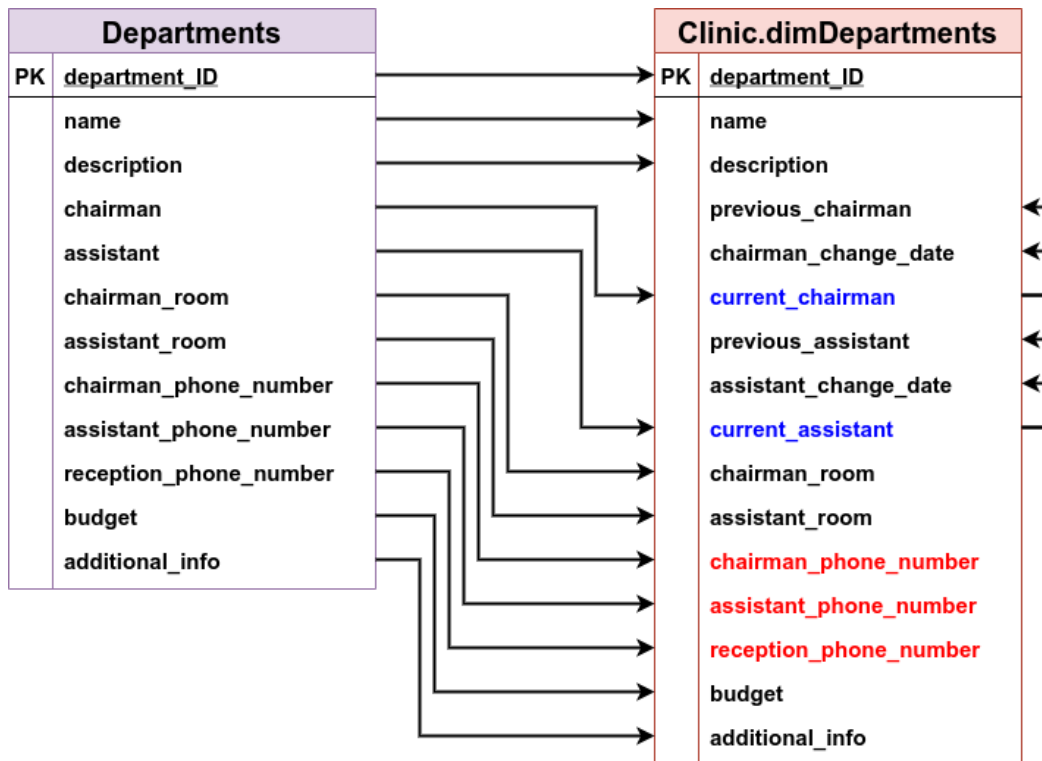 Departments
PK department_ID
name
description
chairman
assistant
chairman_room
assistant_room
chairman_phone_number
assistant_phone_number
reception_phone_number
budget
additional_info
Clinic.dimDepartments
PK department_ID
name
description
previous_chairman
chairman_change_date
current_chairman
previous_assistant
assistant_change_date
current_assistant
chairman_room
assistant_room
chairman_phone_number
assistant_phone_number
reception_phone_number
budget
additional_info